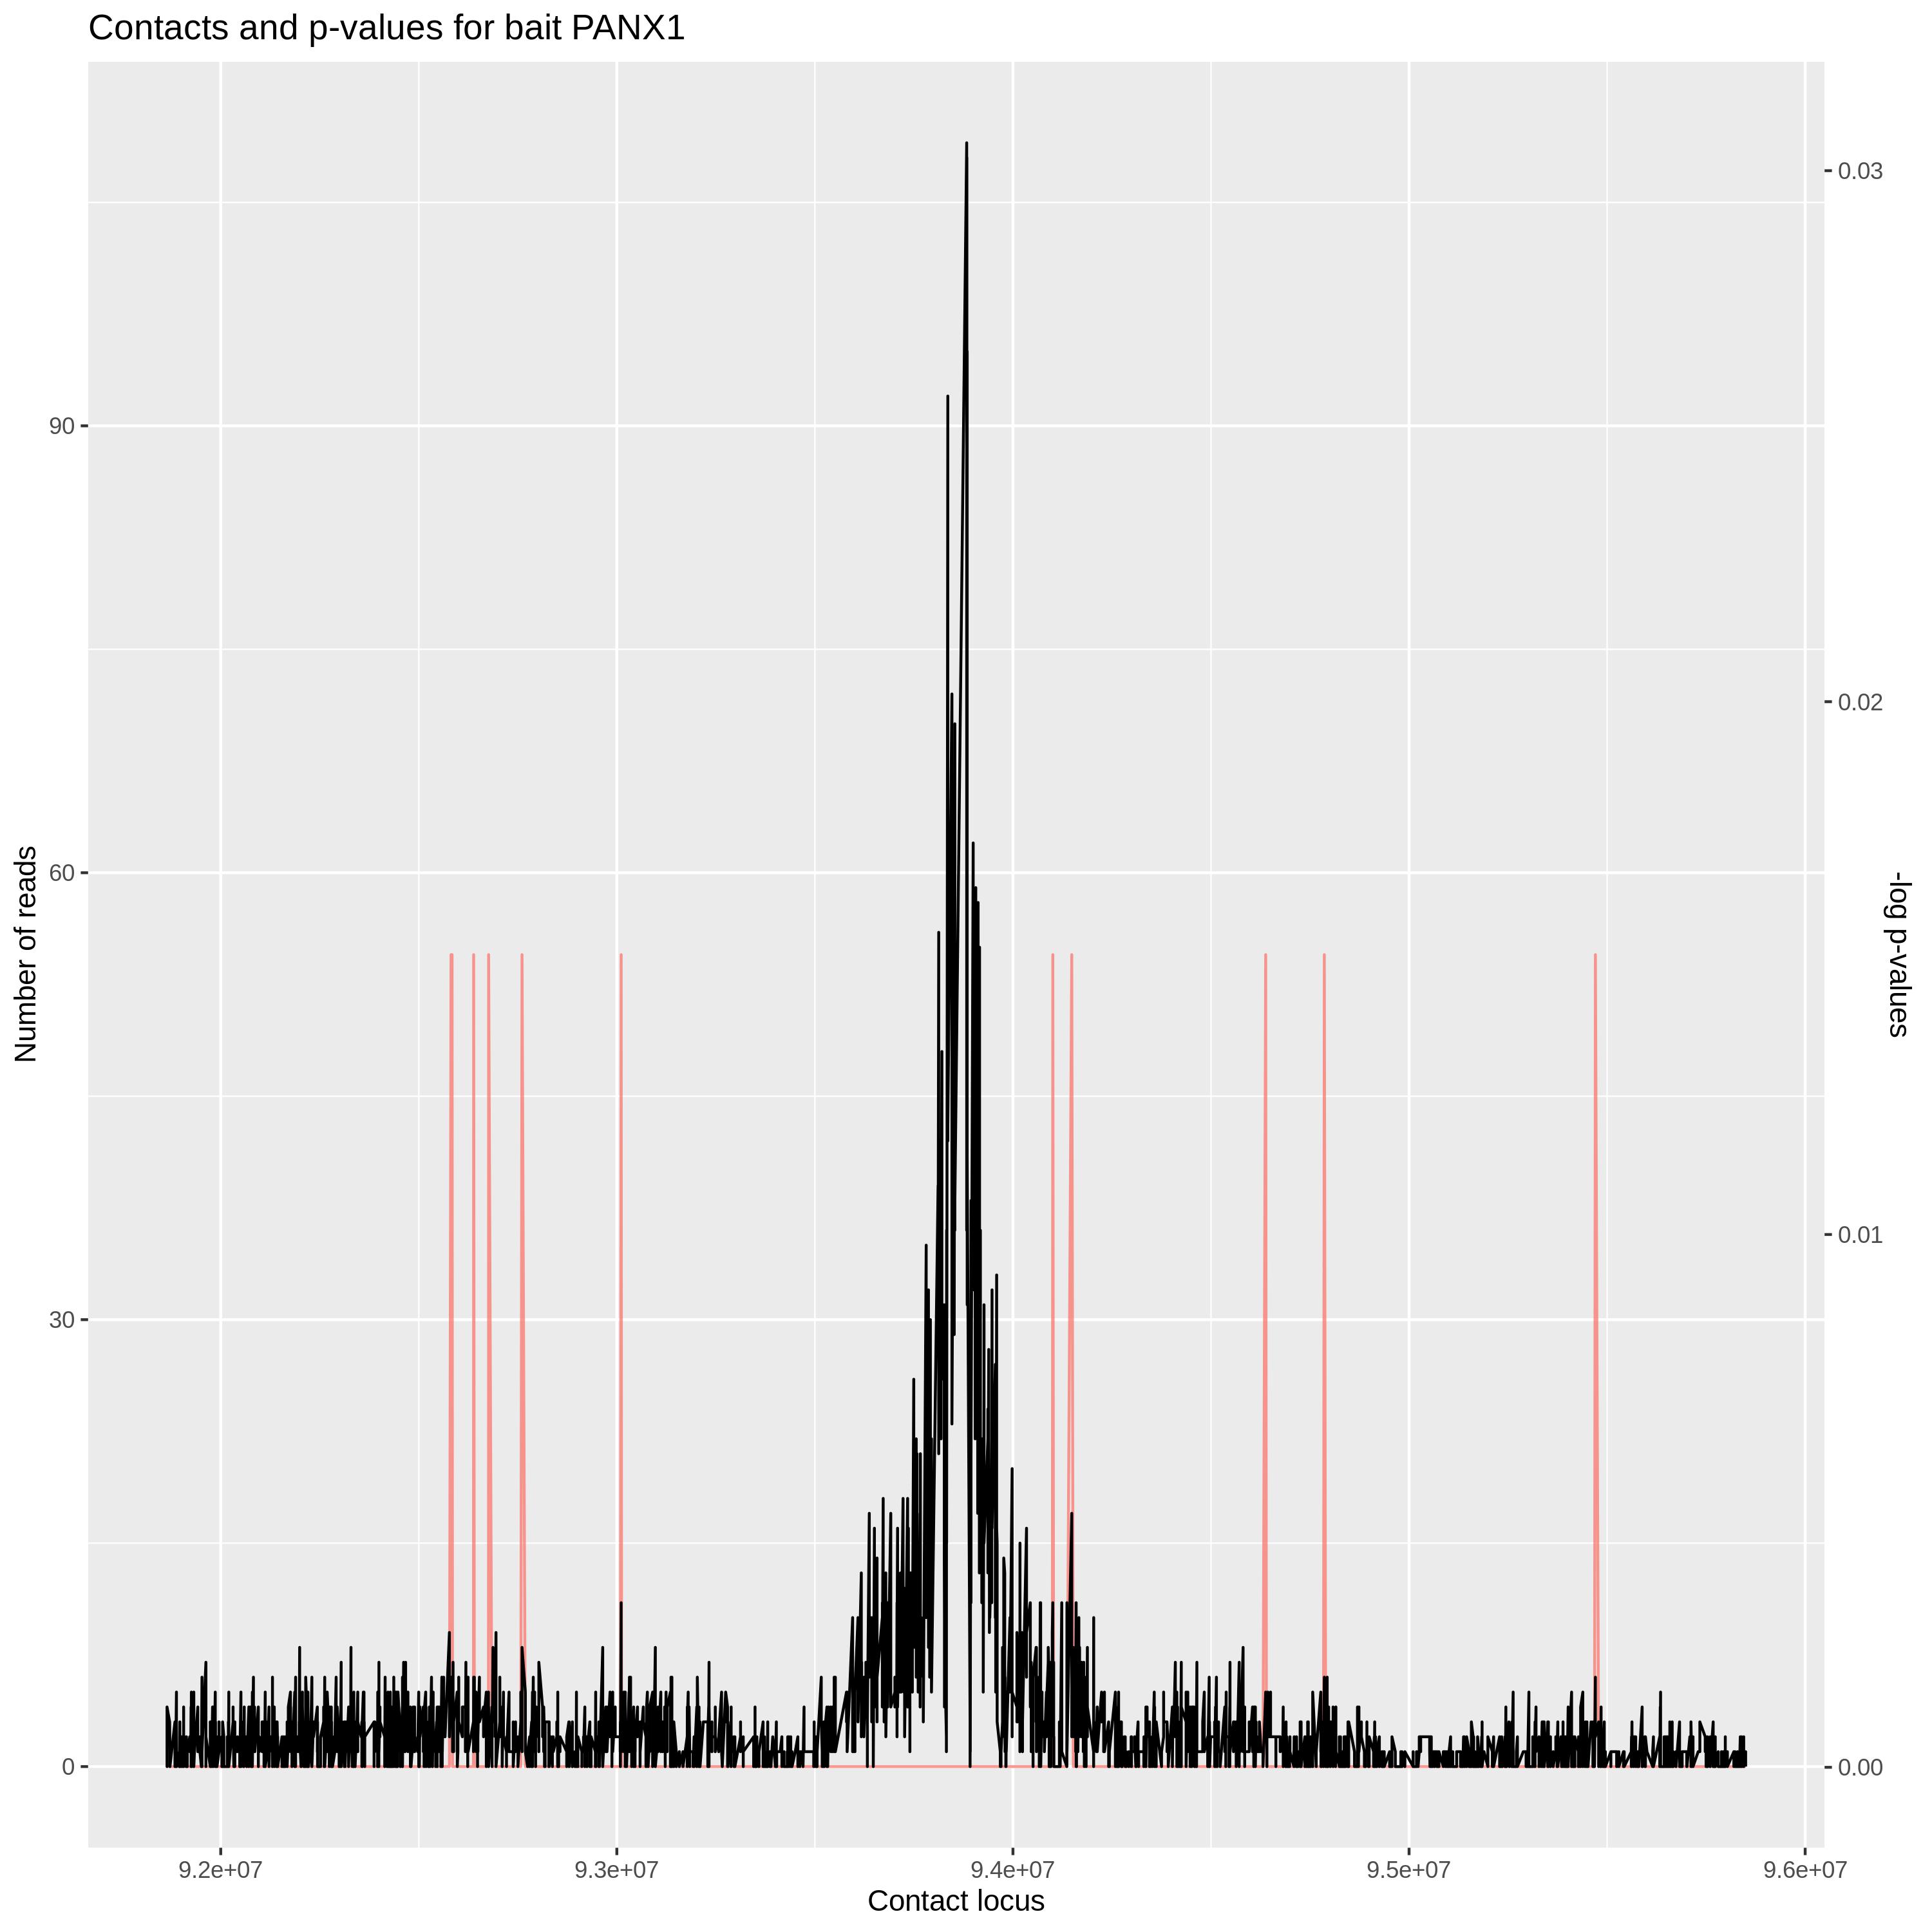 Contacts and p-values for bait PANX1
0.03
90
0.02
Number of reads
60
-log p-values
0.01
30
0
0.00
9.2e+07 9.3e+07 9.4e+07 9.5e+07 9.6e+07
Contact locus